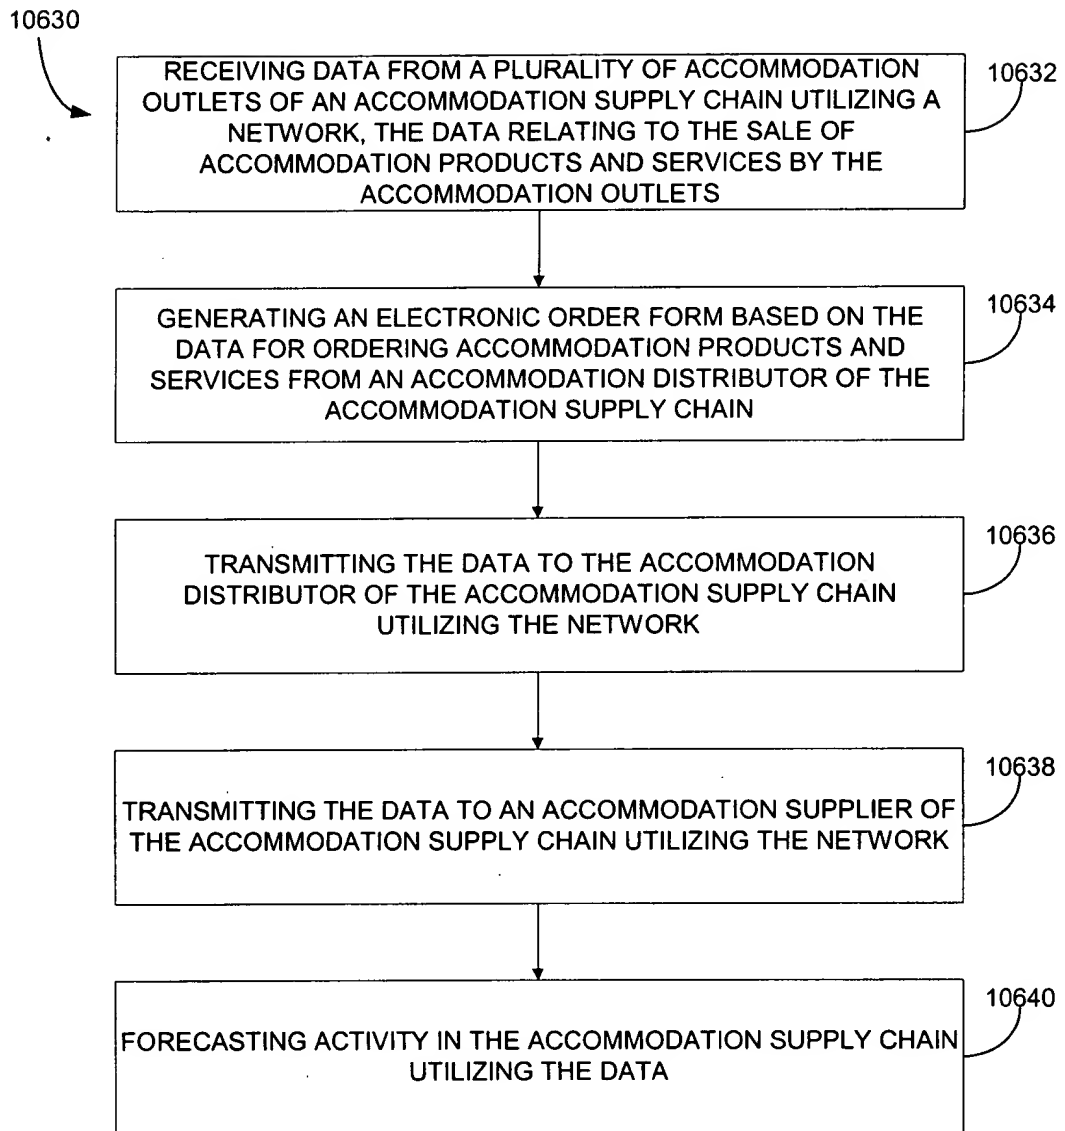 10630
RECEIVING DATA FROM A PLURALITY OF ACCOMMODATION
OUTLETS OF AN ACCOMMODATION SUPPLY CHAIN UTILIZING A
NETWORK, THE DATA RELATING TO THE SALE OF
ACCOMMODATION PRODUCTS AND SERVICES BY THE
ACCOMMODATION OUTLETS
10632
GENERATING AN ELECTRONIC ORDER FORM BASED ON THE
DATA FOR ORDERING ACCOMMODATION PRODUCTS AND
SERVICES FROM AN ACCOMMODATION DISTRIBUTOR OF THE
ACCOMMODATION SUPPLY CHAIN
10634
TRANSMITTING THE DATA TO THE ACCOMMODATION
DISTRIBUTOR OF THE ACCOMMODATION SUPPLY CHAIN
UTILIZING THE NETWORK
10636
TRANSMITTING THE DATA TO AN ACCOMMODATION SUPPLIER OF
THE ACCOMMODATION SUPPLY CHAIN UTILIZING THE NETWORK
10638
FORECASTING ACTIVITY IN THE ACCOMMODATION SUPPLY CHAIN
UTILIZING THE DATA
10640